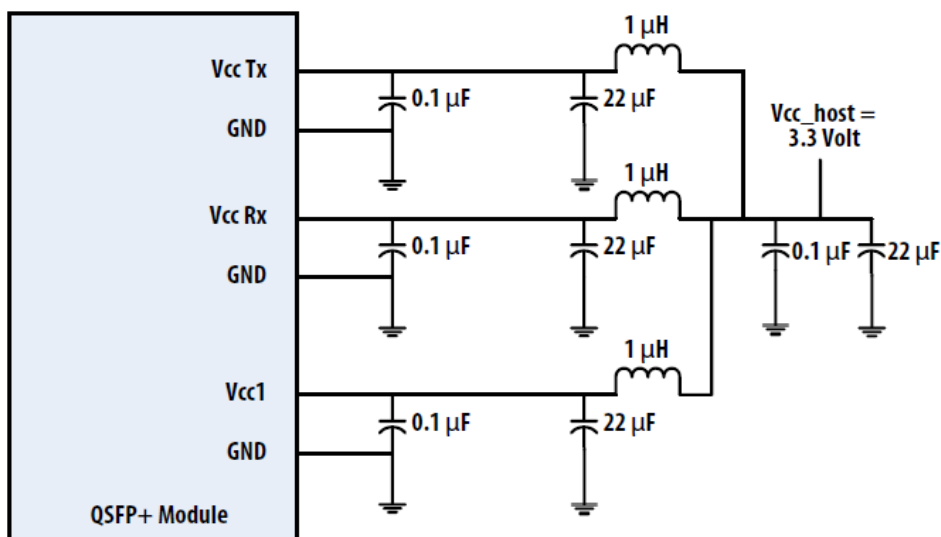 1 µH
Vcc Tx
0.1 µF
22 µF
GND
Vcc_host =
3.3 Volt
1 µH
Vcc Rx
0.1 µF
22 µF
0.1 µF
22 µF
GND
1 µH
Vcc1
0.1 µF
22 µF
GND
QSFP+ Module